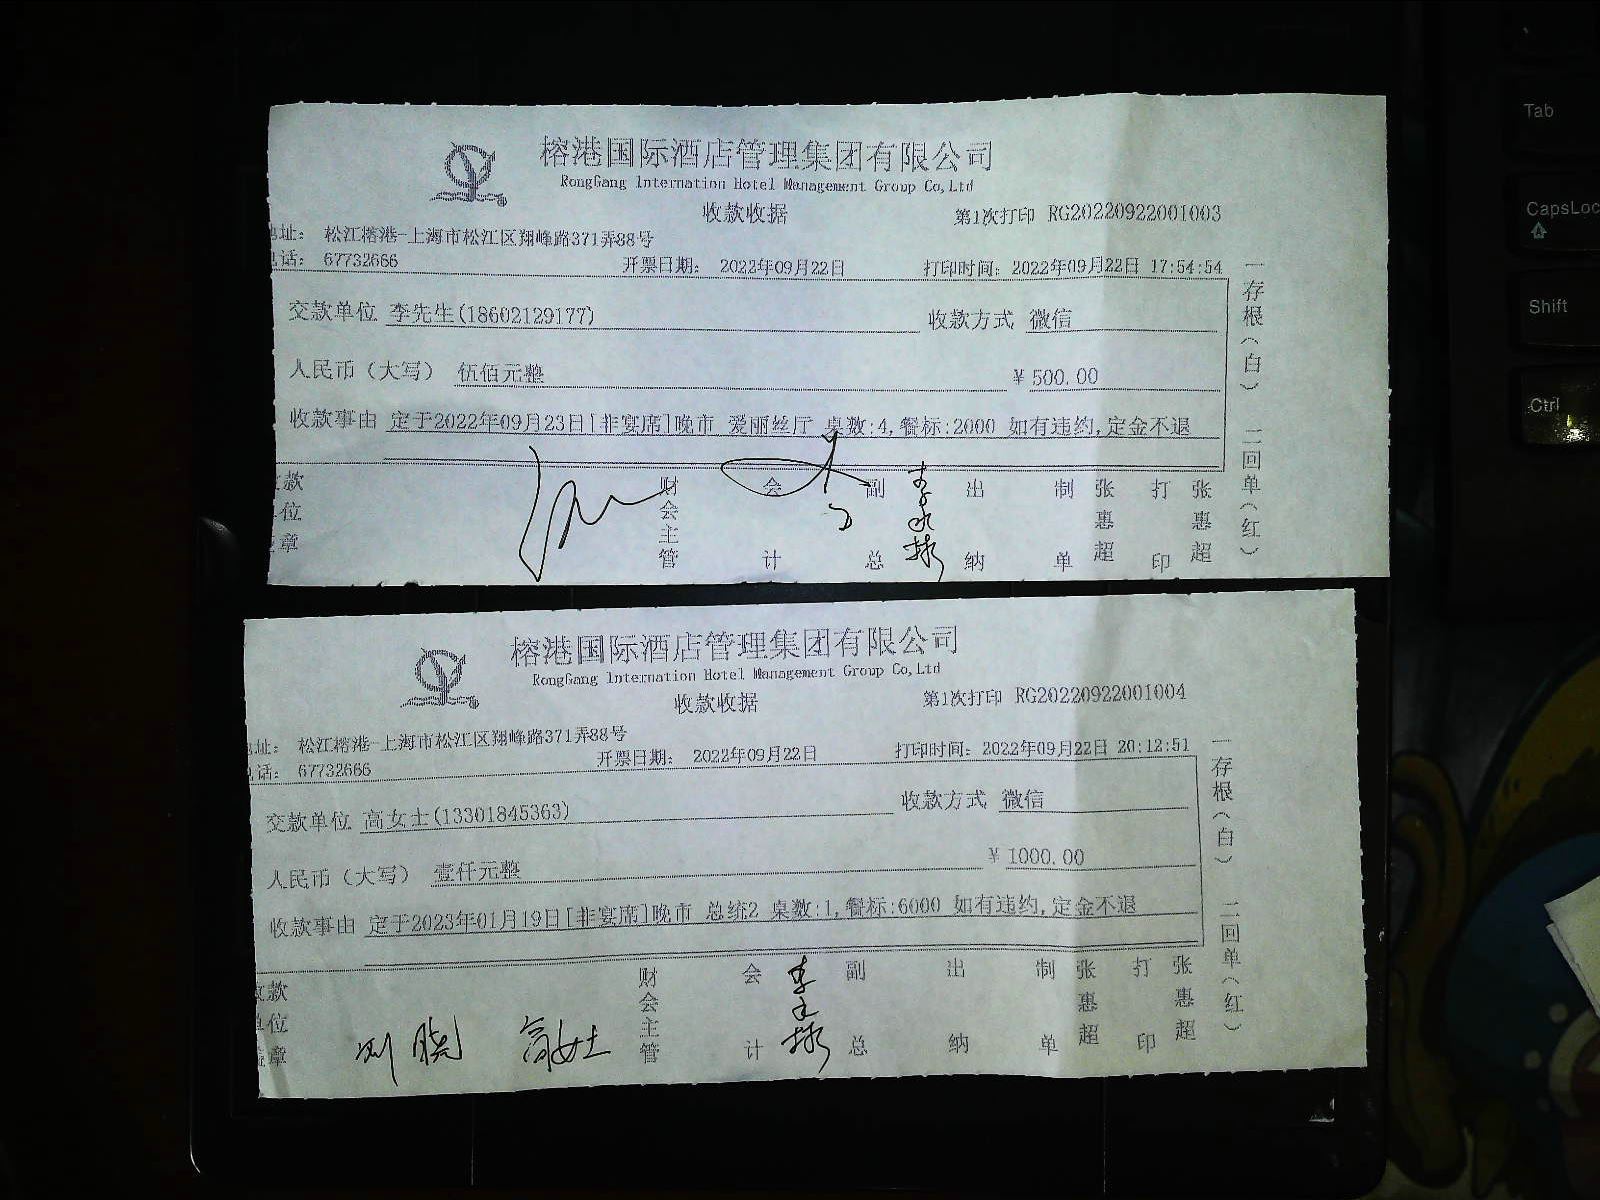 榕港国际酒店管理集团有限公司
RongGang International Hotel Management Group Co,Ltd
收款收据
第1次打印 RG20220922001003
址： 松江榕港-上海市松江区翔峰路371弄88号
话： 67732666
开票日期： 2022年09月22日
打印时间：2022年09月22日 17:54:54
交款单位 李先生(18602129177)
收款方式 微信
人民币（大写） 伍佰元整
¥ 500.00
收款事由 定于2022年09月23日[非宴席]晚市 爱丽丝厅 桌数:4,餐标:2000 如有违约,定金不退
款
位
章
财会主管
会计
副总
出纳
制单
张惠超
打印
张惠超
一存根（白） 二回单（红）
榕港国际酒店管理集团有限公司
RongGang International Hotel Management Group Co,Ltd
收款收据
第1次打印 RG20220922001004
址： 松江榕港-上海市松江区翔峰路371弄88号
话： 67732666
开票日期： 2022年09月22日
打印时间：2022年09月22日 20:12:51
交款单位 高女士(13301845363)
收款方式 微信
人民币（大写） 壹仟元整
¥ 1000.00
收款事由 定于2023年01月19日[非宴席]晚市 总统2 桌数:1,餐标:6000 如有违约,定金不退
款
位
章
刘晓 高女士
财会主管
会计
副总
出纳
制单
张惠超
打印
张惠超
一存根（白） 二回单（红）
Tab
CapsLoc
Shift
Ctrl